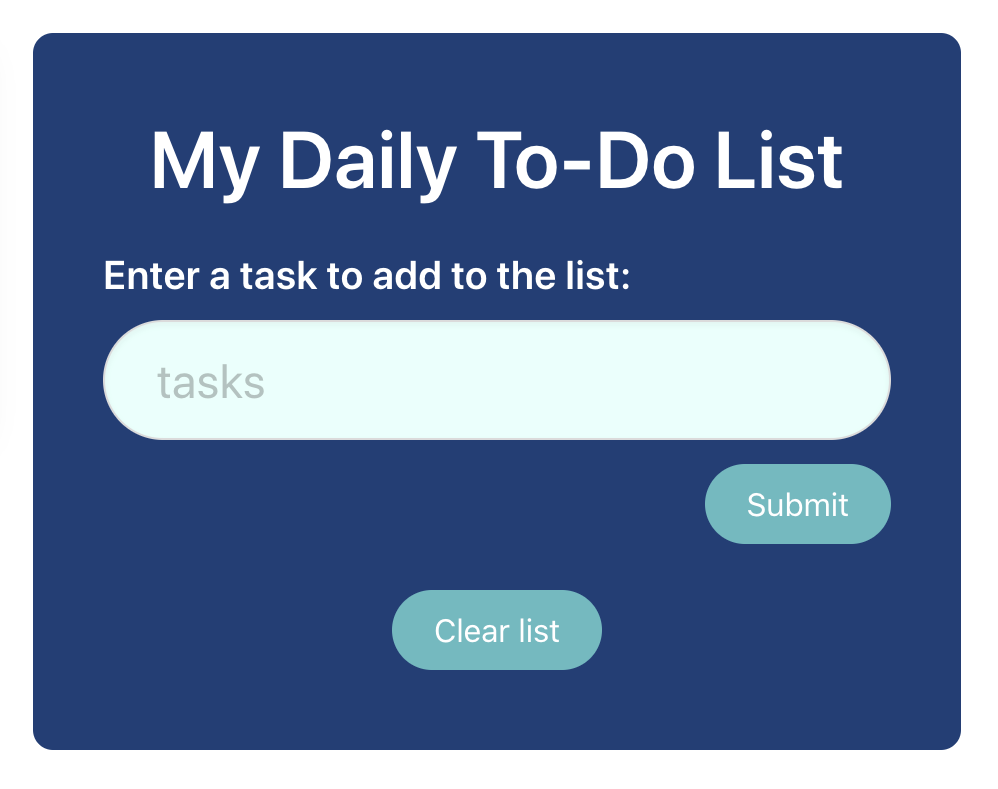 My Daily To-Do List
Enter a task to add to the list:
tasks
Submit
Clear list